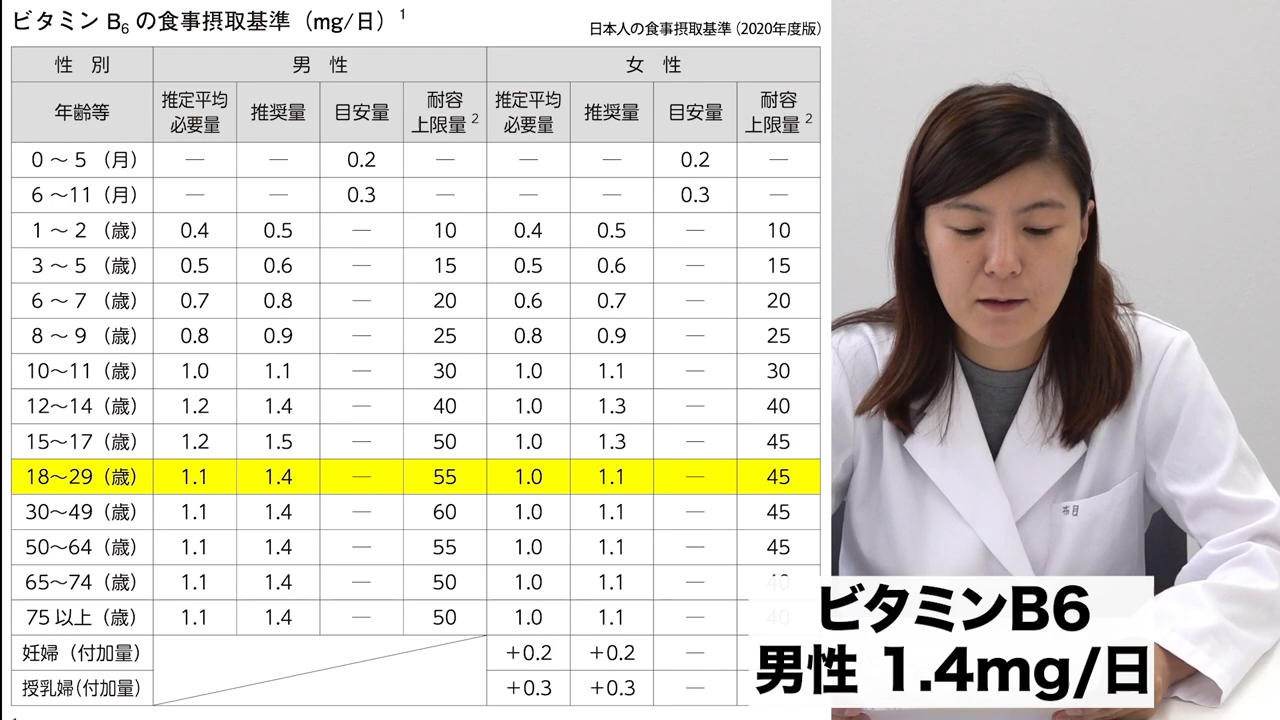 ビタミン B6 の食事摂取基準（mg/日）1
日本人の食事摂取基準（2020年度版）
性 別 男 性 女 性
年齢等 推定平均必要量 推奨量 目安量 耐容上限量2 推定平均必要量 推奨量 目安量 耐容上限量2
0～5（月） — — 0.2 — — — 0.2 —
6～11（月） — — 0.3 — — — 0.3 —
1～2（歳） 0.4 0.5 — 10 0.4 0.5 — 10
3～5（歳） 0.5 0.6 — 15 0.5 0.6 — 15
6～7（歳） 0.7 0.8 — 20 0.6 0.7 — 20
8～9（歳） 0.8 0.9 — 25 0.8 0.9 — 25
10～11（歳） 1.0 1.1 — 30 1.0 1.1 — 30
12～14（歳） 1.2 1.4 — 40 1.0 1.3 — 40
15～17（歳） 1.2 1.5 — 50 1.0 1.3 — 45
18～29（歳） 1.1 1.4 — 55 1.0 1.1 — 45
30～49（歳） 1.1 1.4 — 60 1.0 1.1 — 45
50～64（歳） 1.1 1.4 — 55 1.0 1.1 — 45
65～74（歳） 1.1 1.4 — 50 1.0 1.1 — 40
75以上（歳） 1.1 1.4 — 50 1.0 1.1 — 40
妊婦（付加量） +0.2 +0.2 —
授乳婦（付加量） +0.3 +0.3 —
布目
ビタミンB6
男性 1.4mg/日